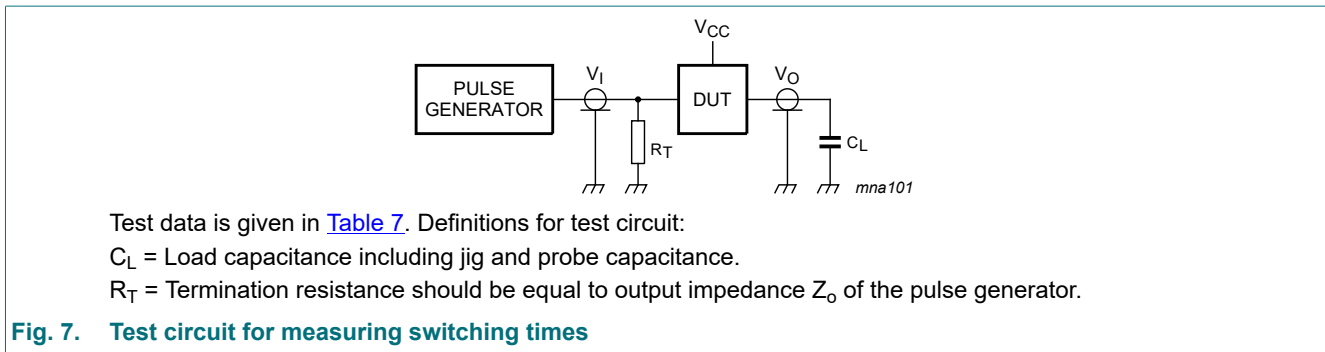 VCC
PULSE
GENERATOR
VI
DUT
VO
RT
CL
mna101
Test data is given in Table 7. Definitions for test circuit:
CL = Load capacitance including jig and probe capacitance.
RT = Termination resistance should be equal to output impedance Zo of the pulse generator.
Fig. 7. Test circuit for measuring switching times